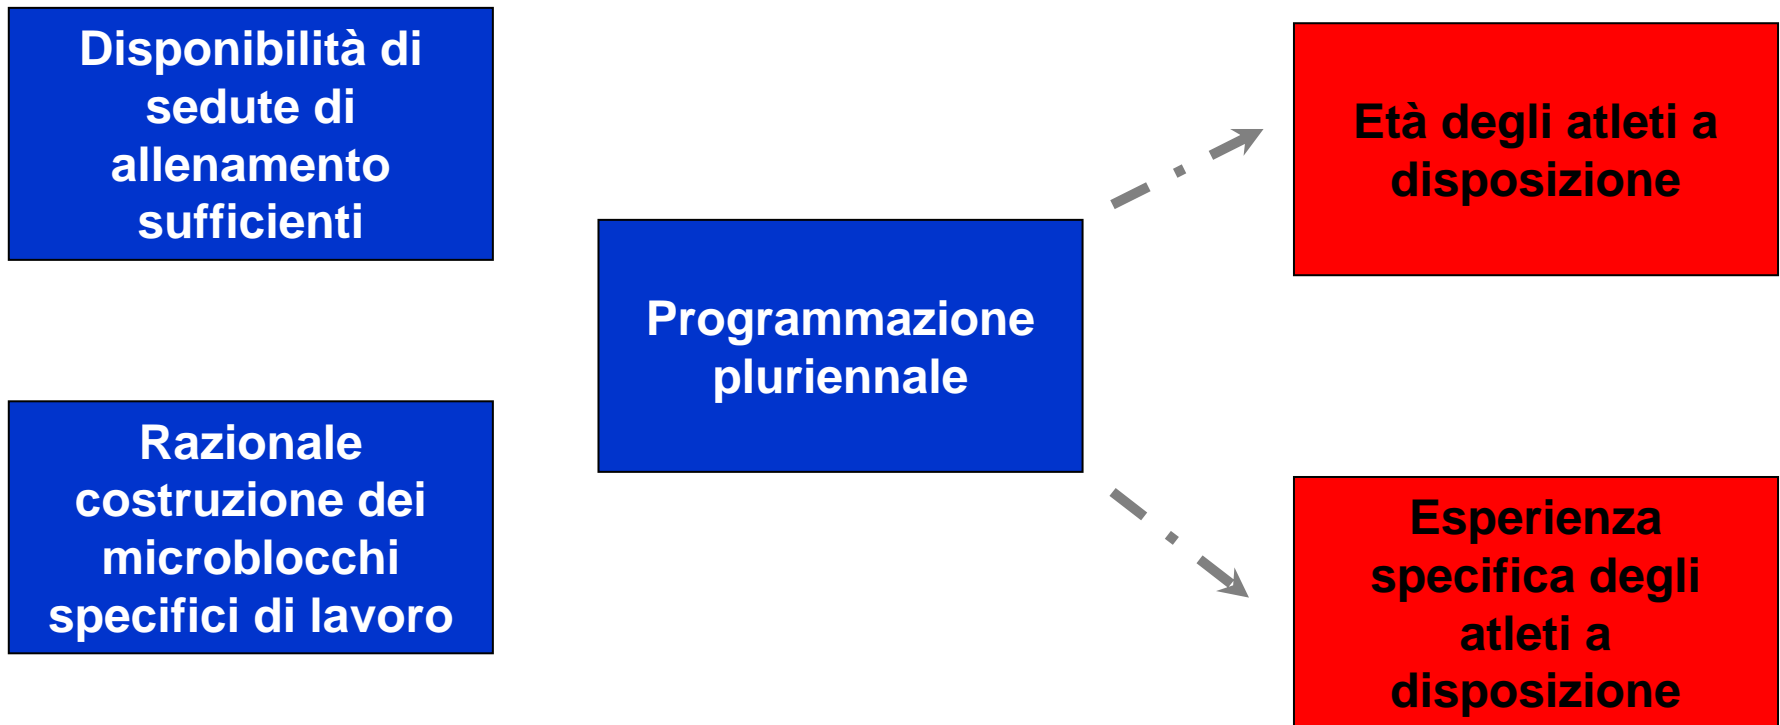 Disponibilità di
sedute di
allenamento
sufficienti
Razionale
costruzione dei
microblocchi
specifici di lavoro
Programmazione
pluriennale
Età degli atleti a
disposizione
Esperienza
specifica degli
atleti a
disposizione